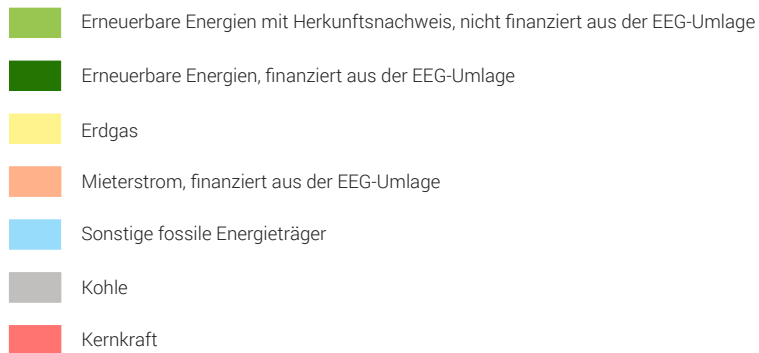 Erneuerbare Energien mit Herkunftsnachweis, nicht finanziert aus der EEG-Umlage
Erneuerbare Energien, finanziert aus der EEG-Umlage
Erdgas
Mieterstrom, finanziert aus der EEG-Umlage
Sonstige fossile Energieträger
Kohle
Kernkraft